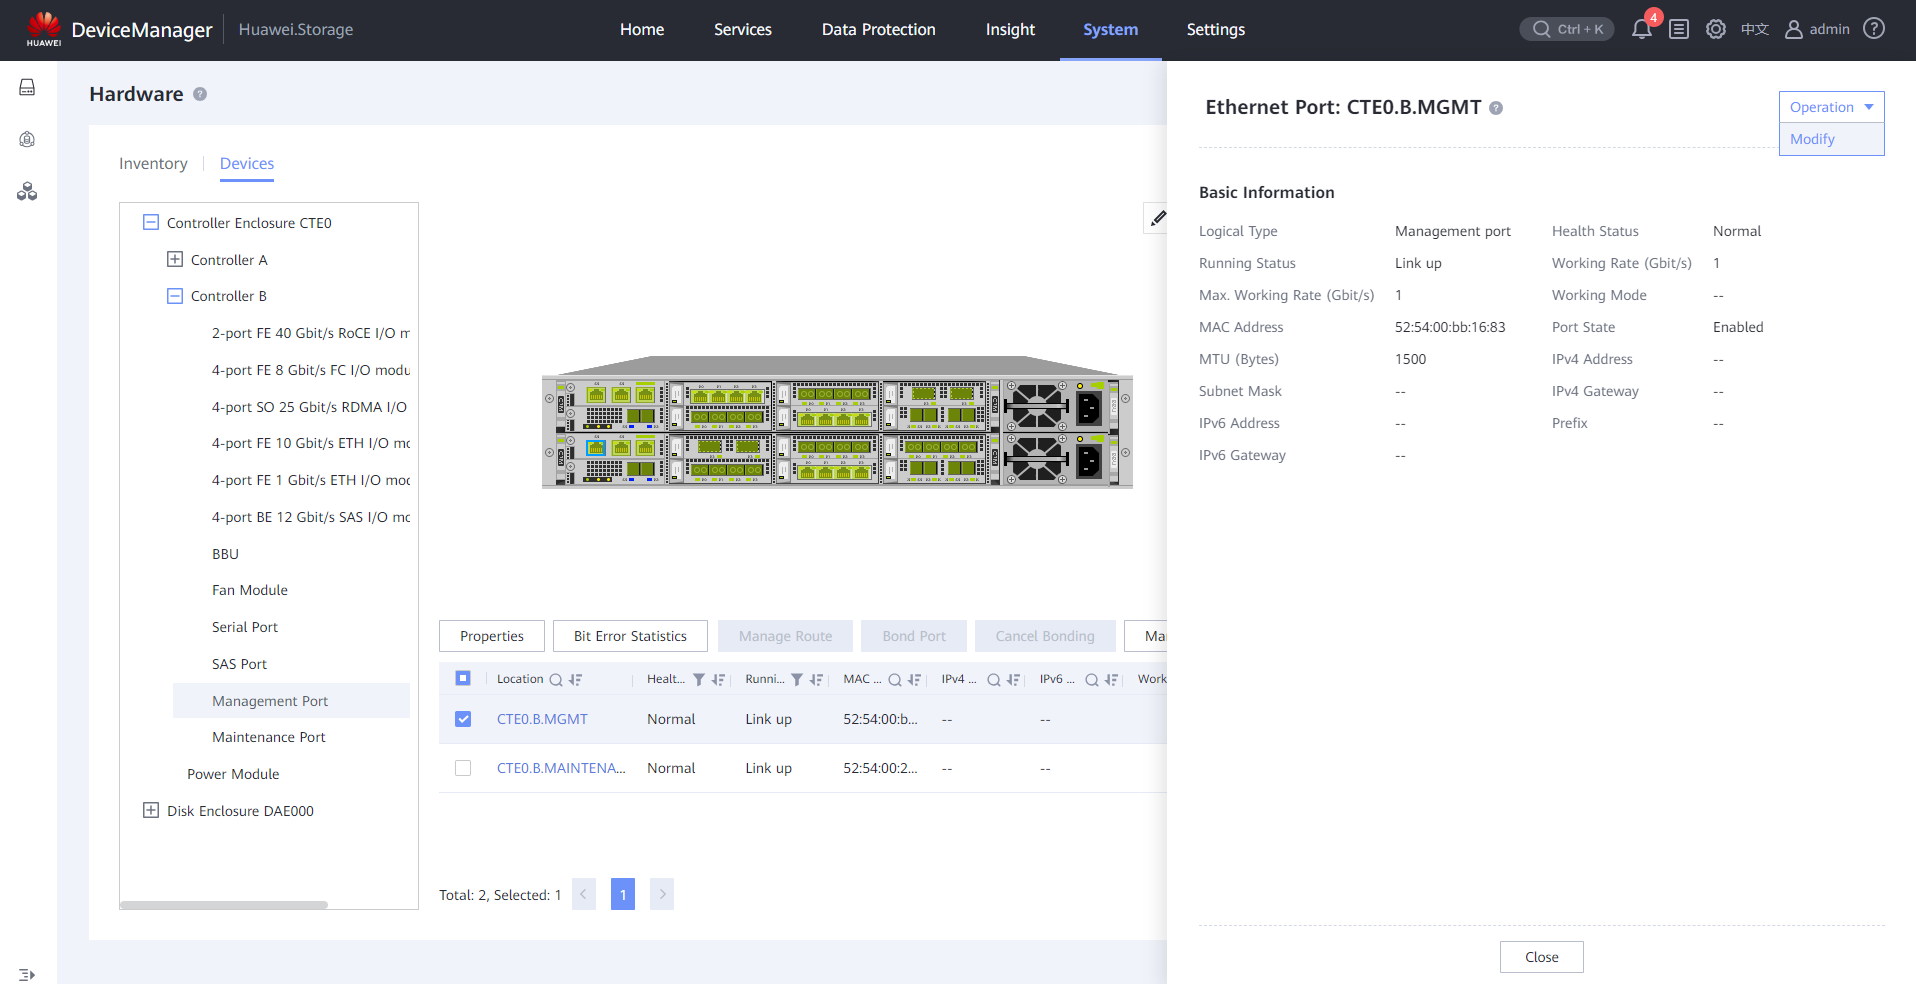 HUAWEI
DeviceManager
Huawei.Storage
Home
Services
Data Protection
Insight
System
Settings
Ctrl + K
4
中文
admin
Hardware
Inventory
Devices
Controller Enclosure CTE0
Controller A
Controller B
2-port FE 40 Gbit/s RoCE I/O m
4-port FE 8 Gbit/s FC I/O modu
4-port SO 25 Gbit/s RDMA I/O
4-port FE 10 Gbit/s ETH I/O mo
4-port FE 1 Gbit/s ETH I/O moc
4-port BE 12 Gbit/s SAS I/O mo
BBU
Fan Module
Serial Port
SAS Port
Management Port
Maintenance Port
Power Module
Disk Enclosure DAE000
Properties
Bit Error Statistics
Manage Route
Bond Port
Cancel Bonding
Mar
Location
Healt...
Runni...
MAC ...
IPv4 ...
IPv6 ...
Work
CTE0.B.MGMT
Normal
Link up
52:54:00:b...
--
--
CTE0.B.MAINTENA...
Normal
Link up
52:54:00:2...
--
--
Total: 2, Selected: 1
1
Ethernet Port: CTE0.B.MGMT
Operation
Modify
Basic Information
Logical Type
Management port
Health Status
Normal
Running Status
Link up
Working Rate (Gbit/s)
1
Max. Working Rate (Gbit/s)
1
Working Mode
--
MAC Address
52:54:00:bb:16:83
Port State
Enabled
MTU (Bytes)
1500
IPv4 Address
--
Subnet Mask
--
IPv4 Gateway
--
IPv6 Address
--
Prefix
--
IPv6 Gateway
--
Close